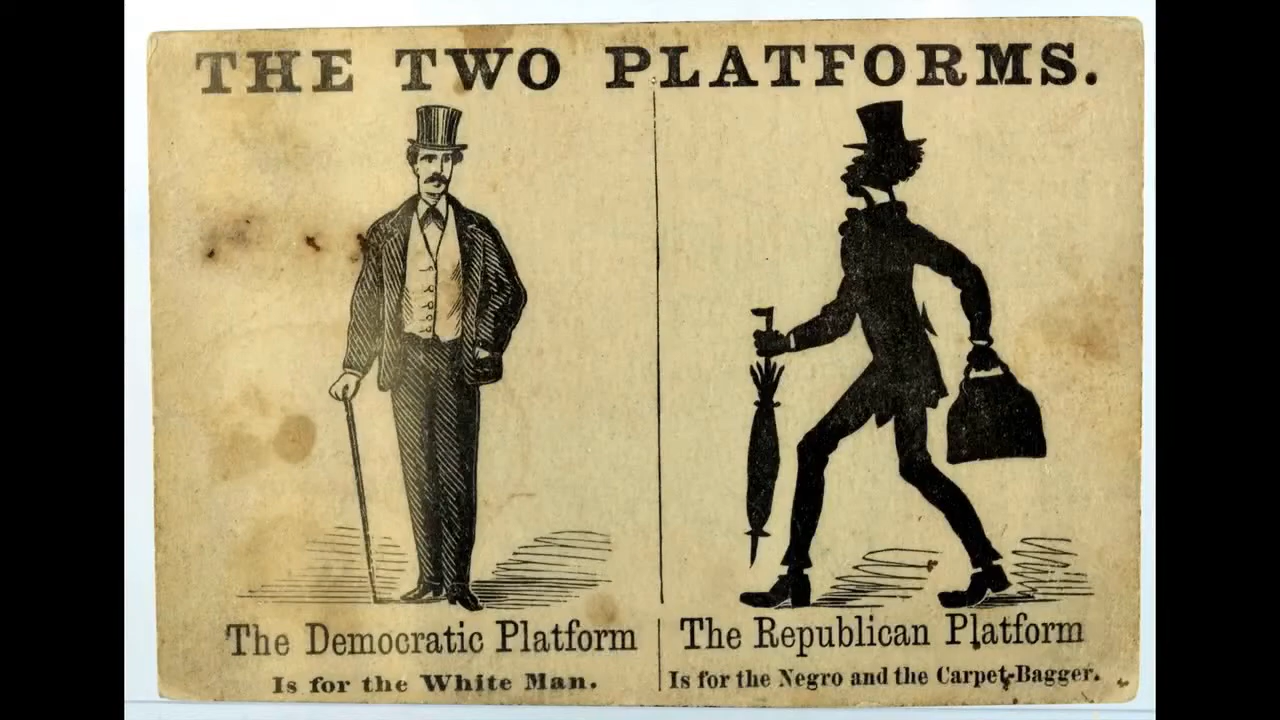 THE TWO PLATFORMS.
The Democratic Platform
Is for the White Man.
The Republican Platform
Is for the Negro and the Carpet-Bagger.